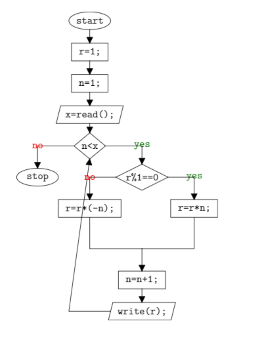 start
r=1;
n=1;
x=read();
n<x
no
yes
stop
r%1==0
no
yes
r=r*(-n);
r=r*n;
n=n+1;
write(r);